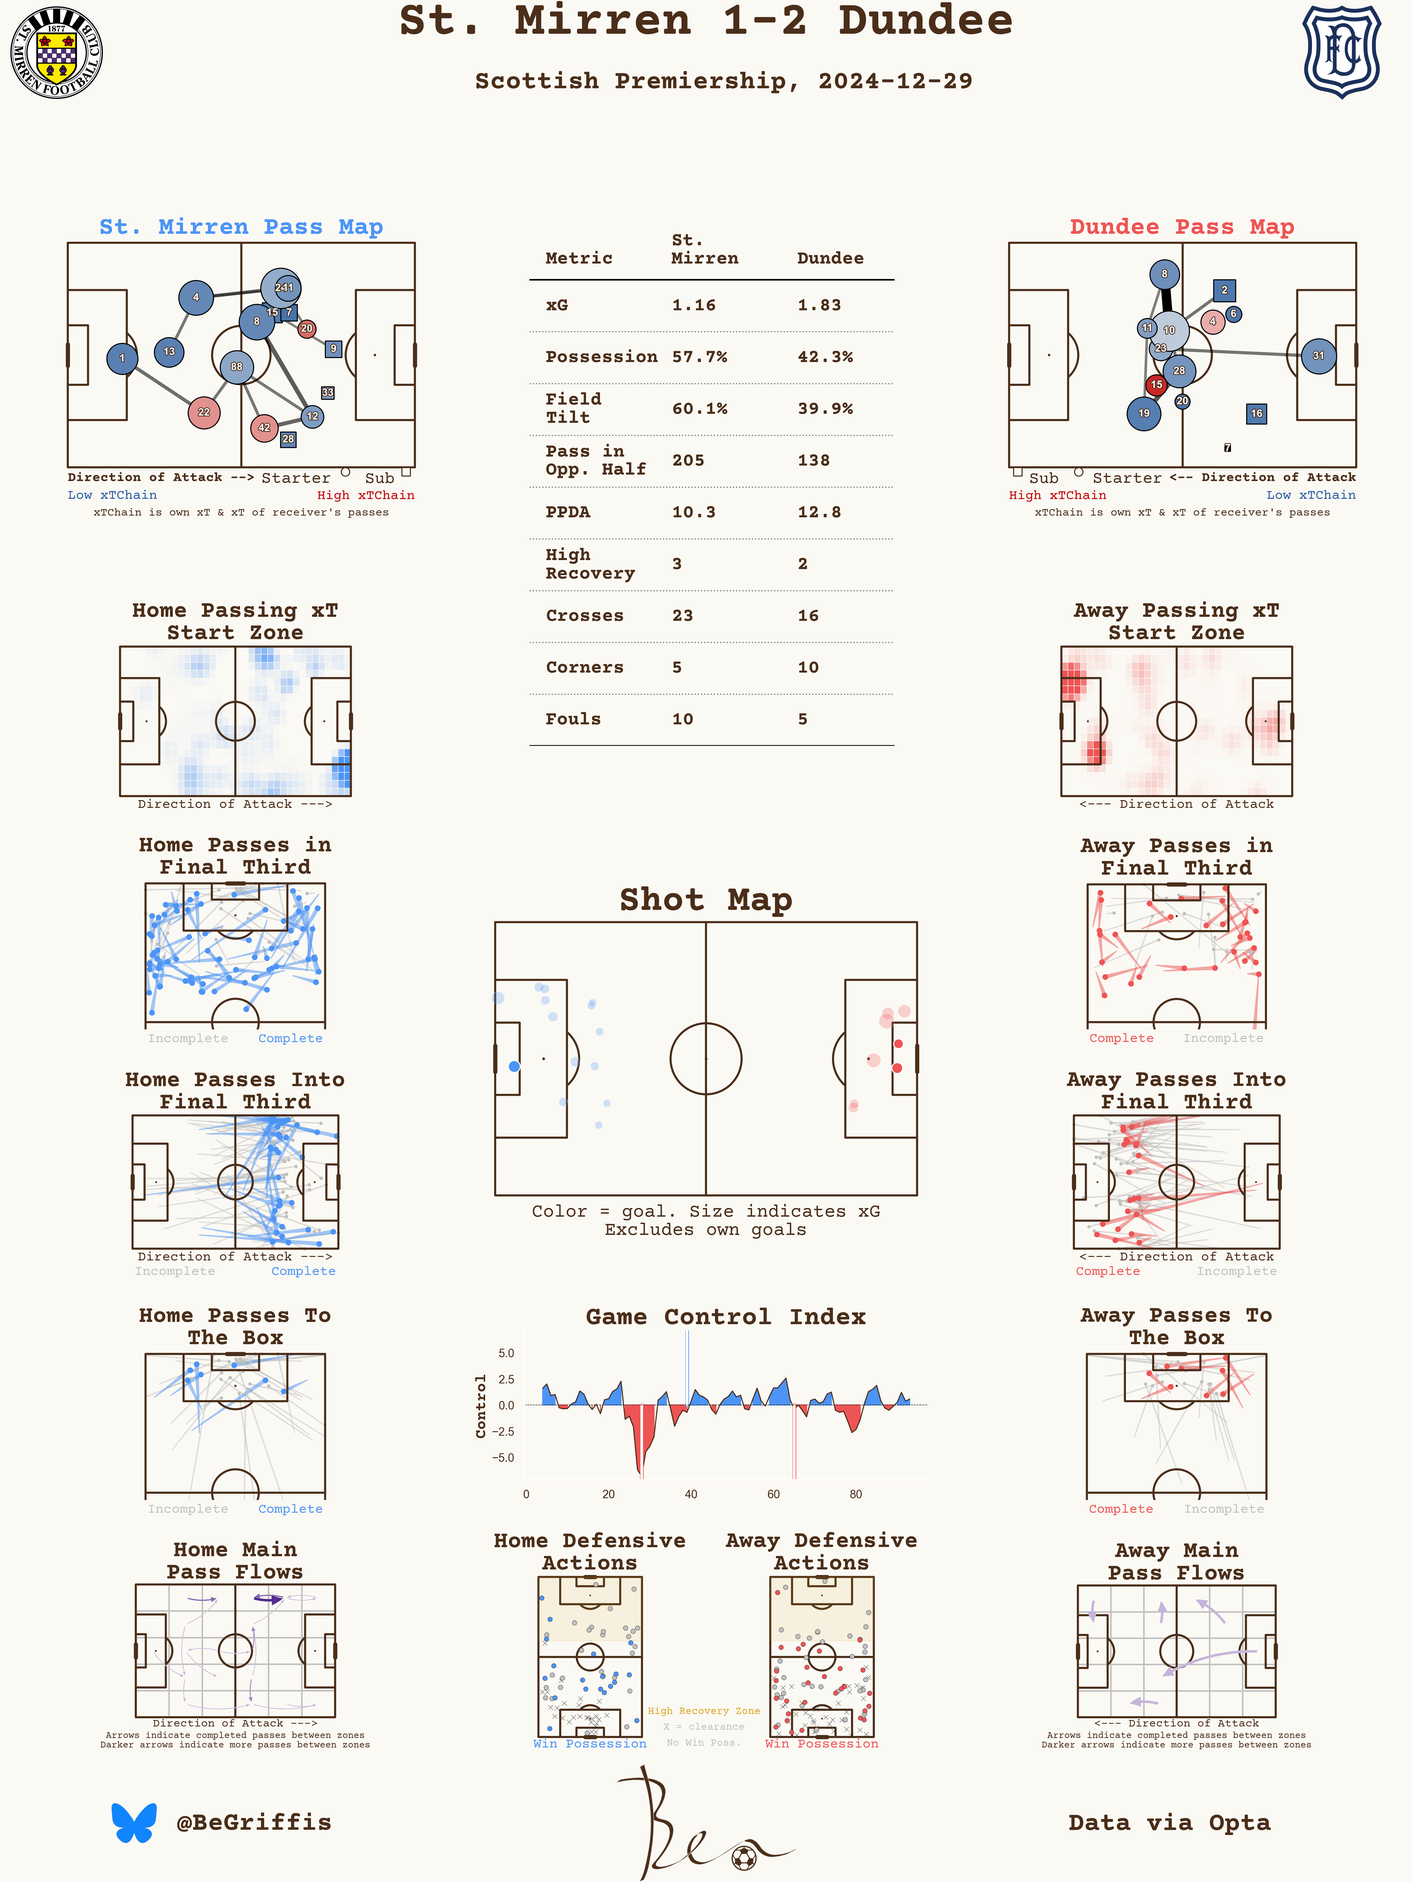 St. Mirren 1-2 Dundee
Scottish Premiership, 2024-12-29
1877
ST. MIRREN FOOTBALL CLUB
DFC
St. Mirren Pass Map
4
11
15
7
8
20
9
1
13
88
33
22
42
12
28
Direction of Attack --> Starter Sub
Low xTChain High xTChain
xTChain is own xT & xT of receiver's passes
Metric St. Mirren Dundee
xG 1.16 1.83
Possession 57.7% 42.3%
Field Tilt 60.1% 39.9%
Pass in Opp. Half 205 138
PPDA 10.3 12.8
High Recovery 3 2
Crosses 23 16
Corners 5 10
Fouls 10 5
Dundee Pass Map
8
2
6
4
11
10
23
31
28
15
20
19
16
7
Sub Starter <-- Direction of Attack
High xTChain Low xTChain
xTChain is own xT & xT of receiver's passes
Home Passing xT
Start Zone
Direction of Attack --->
Away Passing xT
Start Zone
<--- Direction of Attack
Home Passes in
Final Third
Incomplete Complete
Away Passes in
Final Third
Complete Incomplete
Shot Map
Color = goal. Size indicates xG
Excludes own goals
Home Passes Into
Final Third
Direction of Attack --->
Incomplete Complete
Away Passes Into
Final Third
<--- Direction of Attack
Complete Incomplete
Home Passes To
The Box
Incomplete Complete
Game Control Index
Control
5.0
2.5
0.0
−2.5
−5.0
0 20 40 60 80
Away Passes To
The Box
Complete Incomplete
Home Main
Pass Flows
Direction of Attack --->
Arrows indicate completed passes between zones
Darker arrows indicate more passes between zones
Home Defensive
Actions
Win Possession
High Recovery Zone
X = clearance
No Win Poss.
Away Defensive
Actions
Win Possession
Away Main
Pass Flows
<--- Direction of Attack
Arrows indicate completed passes between zones
Darker arrows indicate more passes between zones
@BeGriffis
Ben
Data via Opta